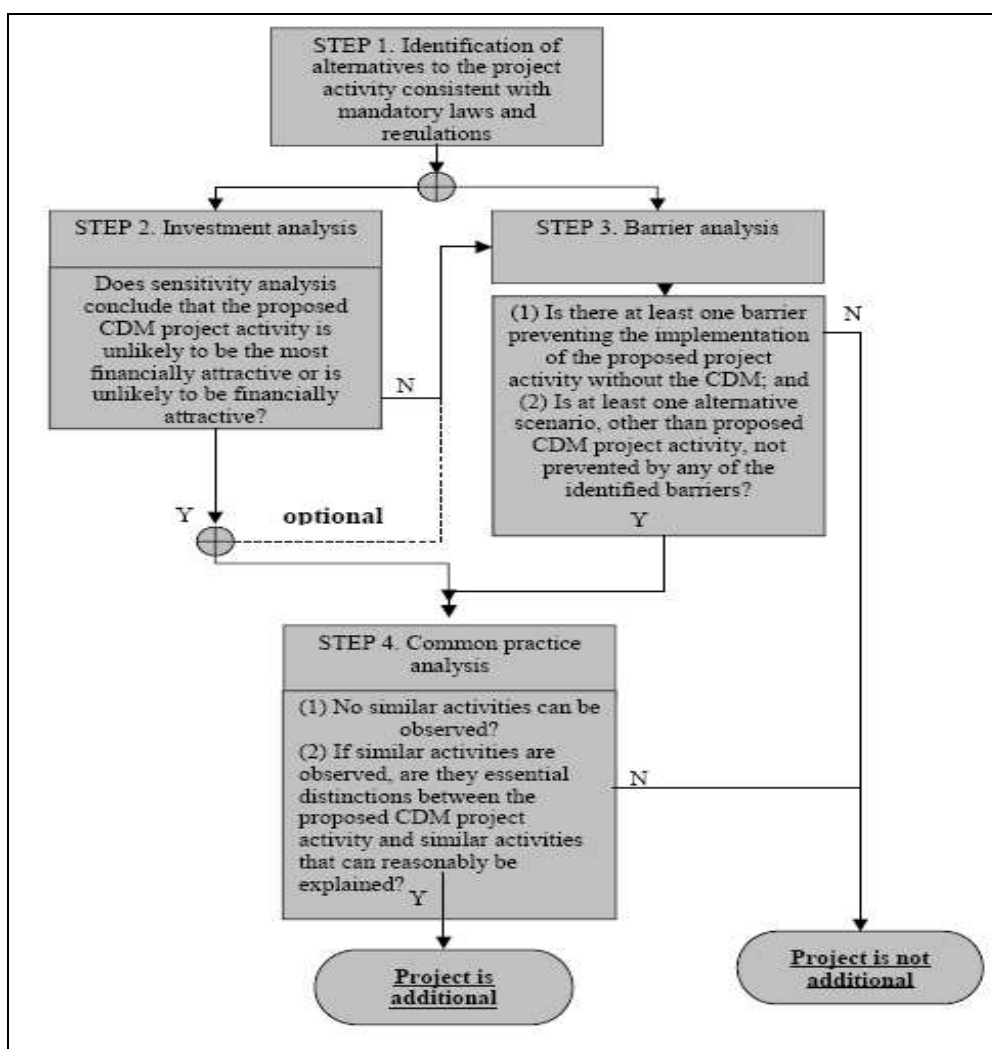 STEP 1. Identification of
alternatives to the project
activity consistent with
mandatory laws and
regulations
STEP 2. Investment analysis
Does sensitivity analysis
conclude that the proposed
CDM project activity is
unlikely to be the most
financially attractive or is
unlikely to be financially
attractive?
N
Y
optional
STEP 3. Barrier analysis
(1) Is there at least one barrier
preventing the implementation
of the proposed project
activity without the CDM; and
(2) Is at least one alternative
scenario, other than proposed
CDM project activity, not
prevented by any of the
identified barriers?
Y
N
STEP 4. Common practice
analysis
(1) No similar activities can be
observed?
(2) If similar activities are
observed, are they essential
distinctions between the
proposed CDM project
activity and similar activities
that can reasonably be
explained?
Y
N
Project is
additional
Project is not
additional